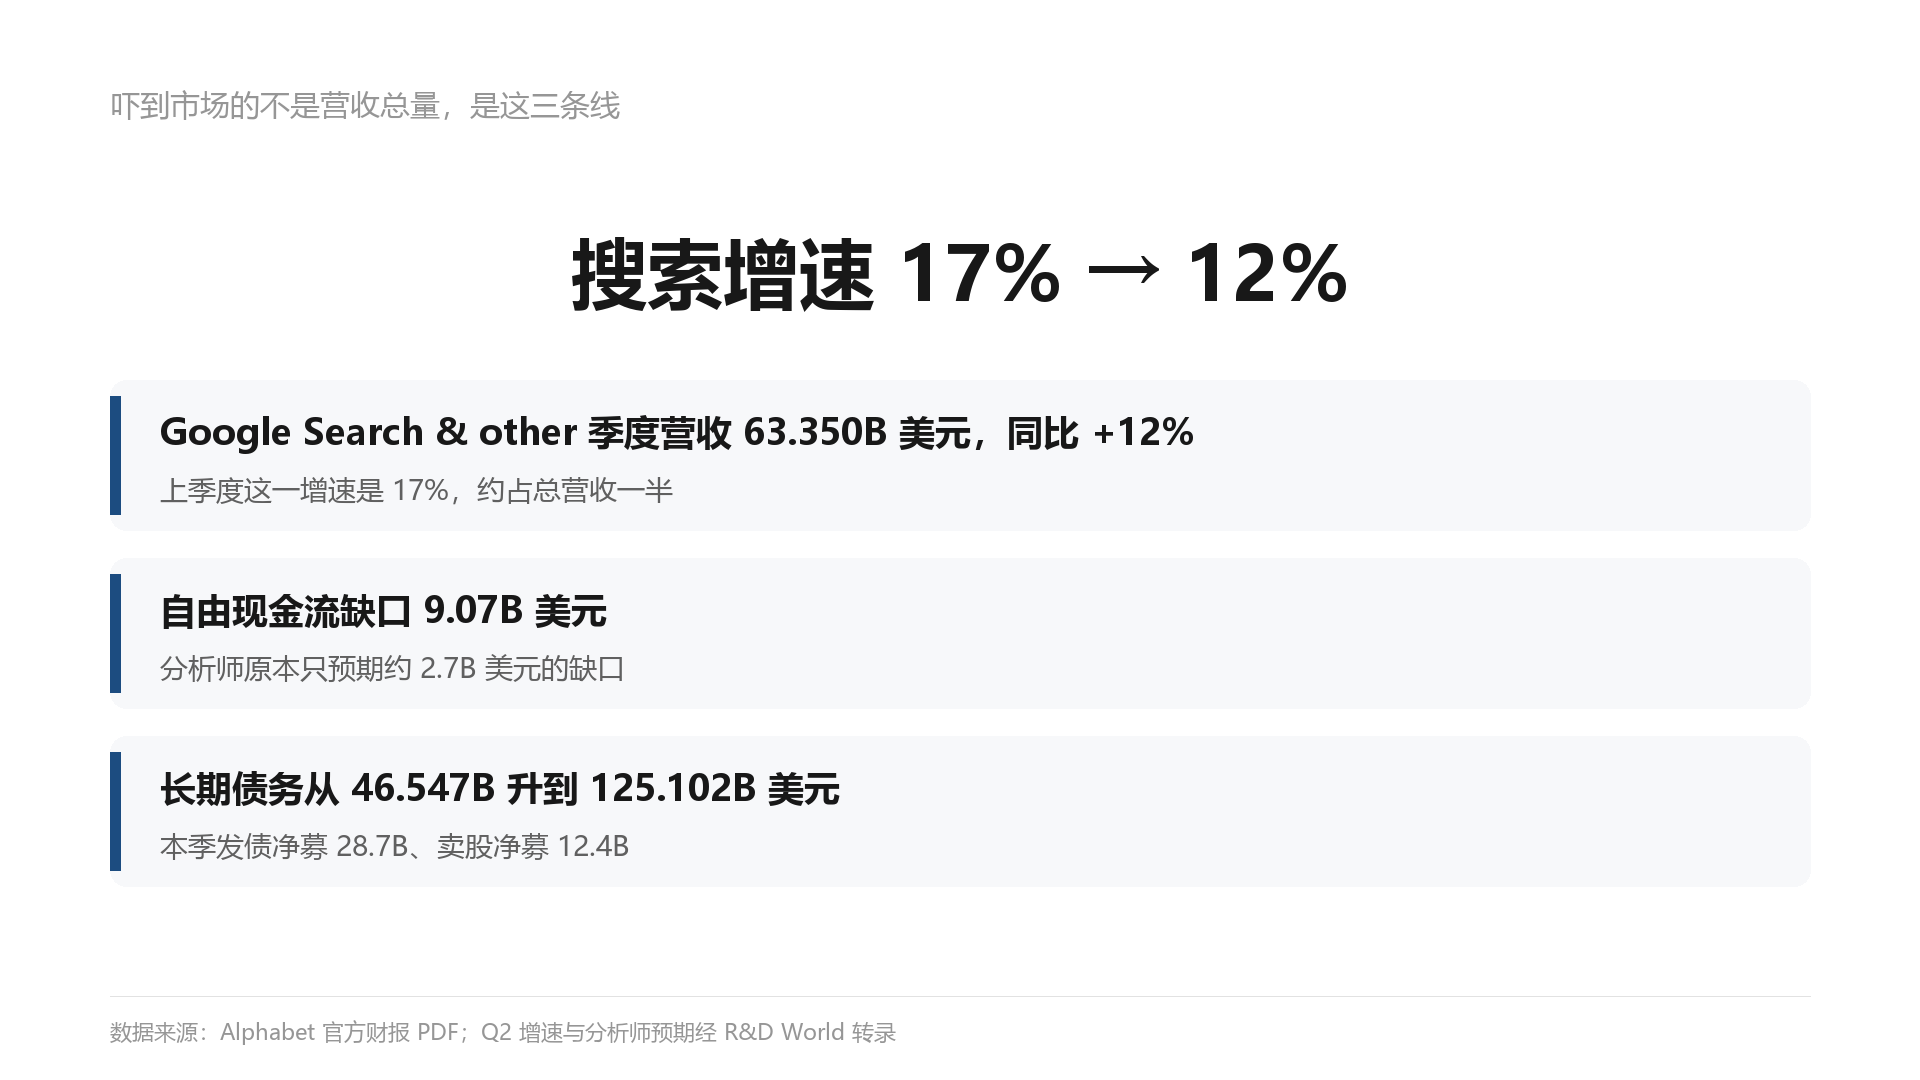 吓到市场的不是营收总量，是这三条线
搜索增速 17% → 12%
Google Search & other 季度营收 63.350B 美元，同比 +12%
上季度这一增速是 17%，约占总营收一半
自由现金流缺口 9.07B 美元
分析师原本只预期约 2.7B 美元的缺口
长期债务从 46.547B 升到 125.102B 美元
本季发债净募 28.7B、卖股净募 12.4B
数据来源：Alphabet 官方财报 PDF；Q2 增速与分析师预期经 R&D World 转录